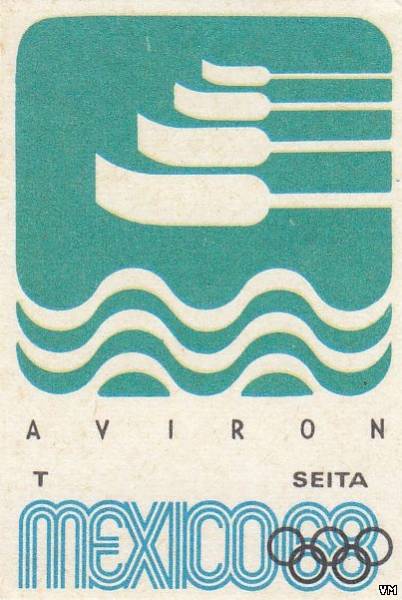 AVIRON
T SEITA
MEXICO68
VM